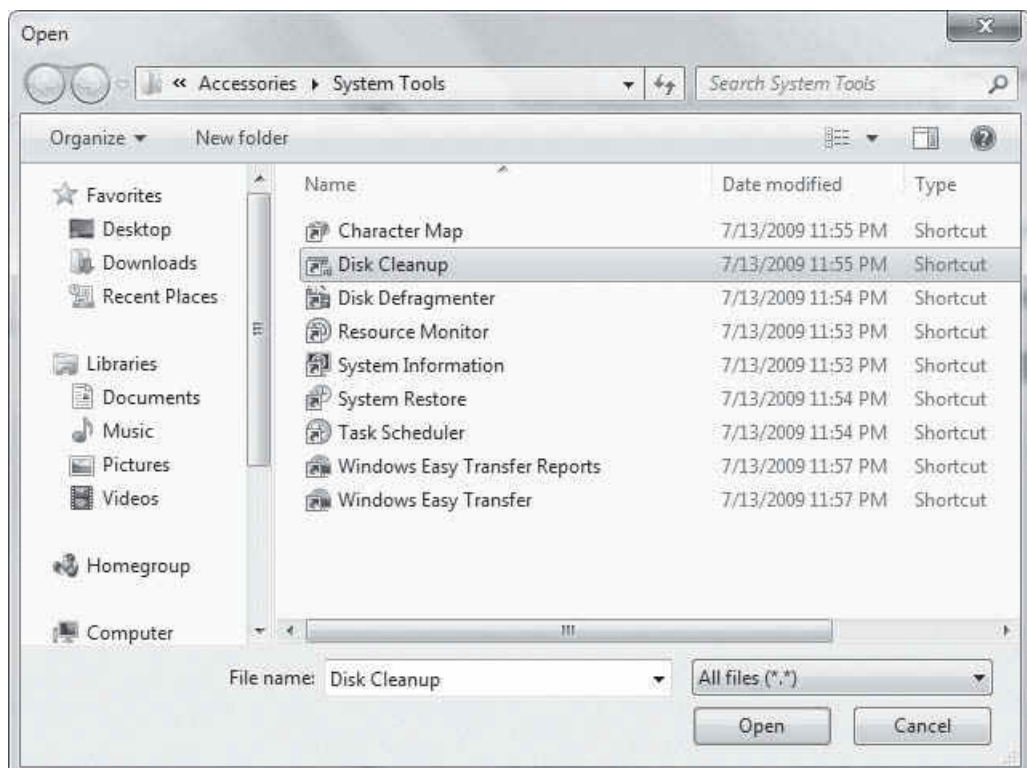 Open
« Accessories ▸ System Tools
Search System Tools
Organize
New folder
Name Date modified Type
Favorites
Desktop
Downloads
Recent Places
Libraries
Documents
Music
Pictures
Videos
Homegroup
Computer
Character Map 7/13/2009 11:55 PM Shortcut
Disk Cleanup 7/13/2009 11:55 PM Shortcut
Disk Defragmenter 7/13/2009 11:54 PM Shortcut
Resource Monitor 7/13/2009 11:53 PM Shortcut
System Information 7/13/2009 11:53 PM Shortcut
System Restore 7/13/2009 11:54 PM Shortcut
Task Scheduler 7/13/2009 11:54 PM Shortcut
Windows Easy Transfer Reports 7/13/2009 11:57 PM Shortcut
Windows Easy Transfer 7/13/2009 11:57 PM Shortcut
File name: Disk Cleanup
All files (*.*)
Open
Cancel